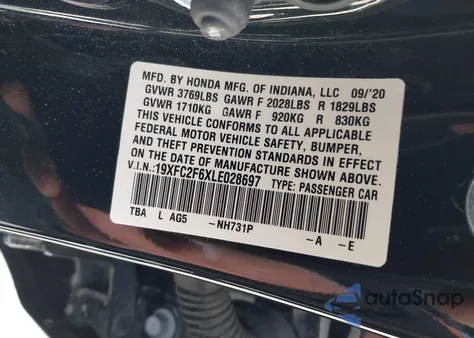 MFD. BY HONDA MFG. OF INDIANA, LLC 09/'20
GVWR 3769LBS GAWR F 2028LBS R 1829LBS
GVWR 1710KG GAWR F 920KG R 830KG
THIS VEHICLE CONFORMS TO ALL APPLICABLE
FEDERAL MOTOR VEHICLE SAFETY, BUMPER,
AND THEFT PREVENTION STANDARDS IN EFFECT
ON THE DATE OF MANUFACTURE SHOWN ABOVE.
V.I.N.: 19XFC2F6XLE028697 TYPE: PASSENGER CAR
TBA L AG5 -NH731P -A -E
autoSnap